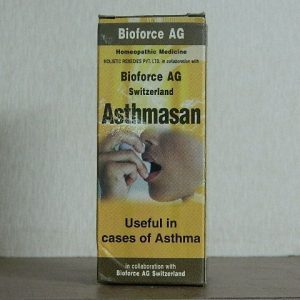 Bioforce AG
Homeopathic Medicine
HOLISTIC REMEDIES PVT. LTD. in collaboration with
Bioforce AG
Switzerland
Asthmasan
Useful in
cases of Asthma
in collaboration with
Bioforce AG Switzerland